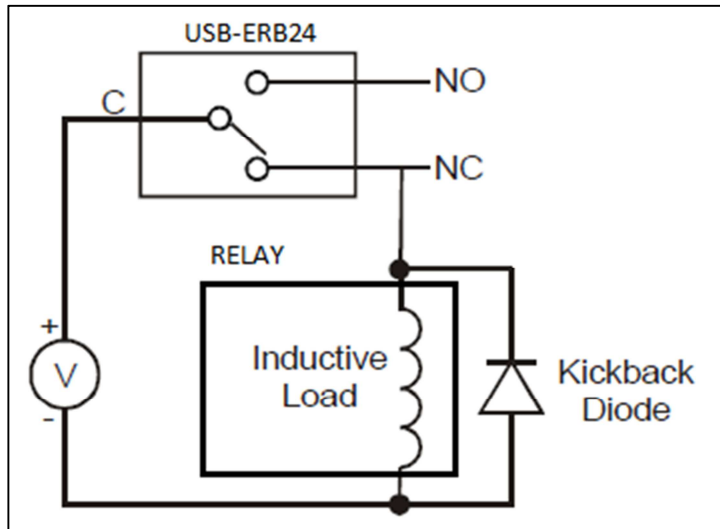 USB-ERB24
NO
C
NC
RELAY
+
V
-
Inductive
Load
Kickback
Diode